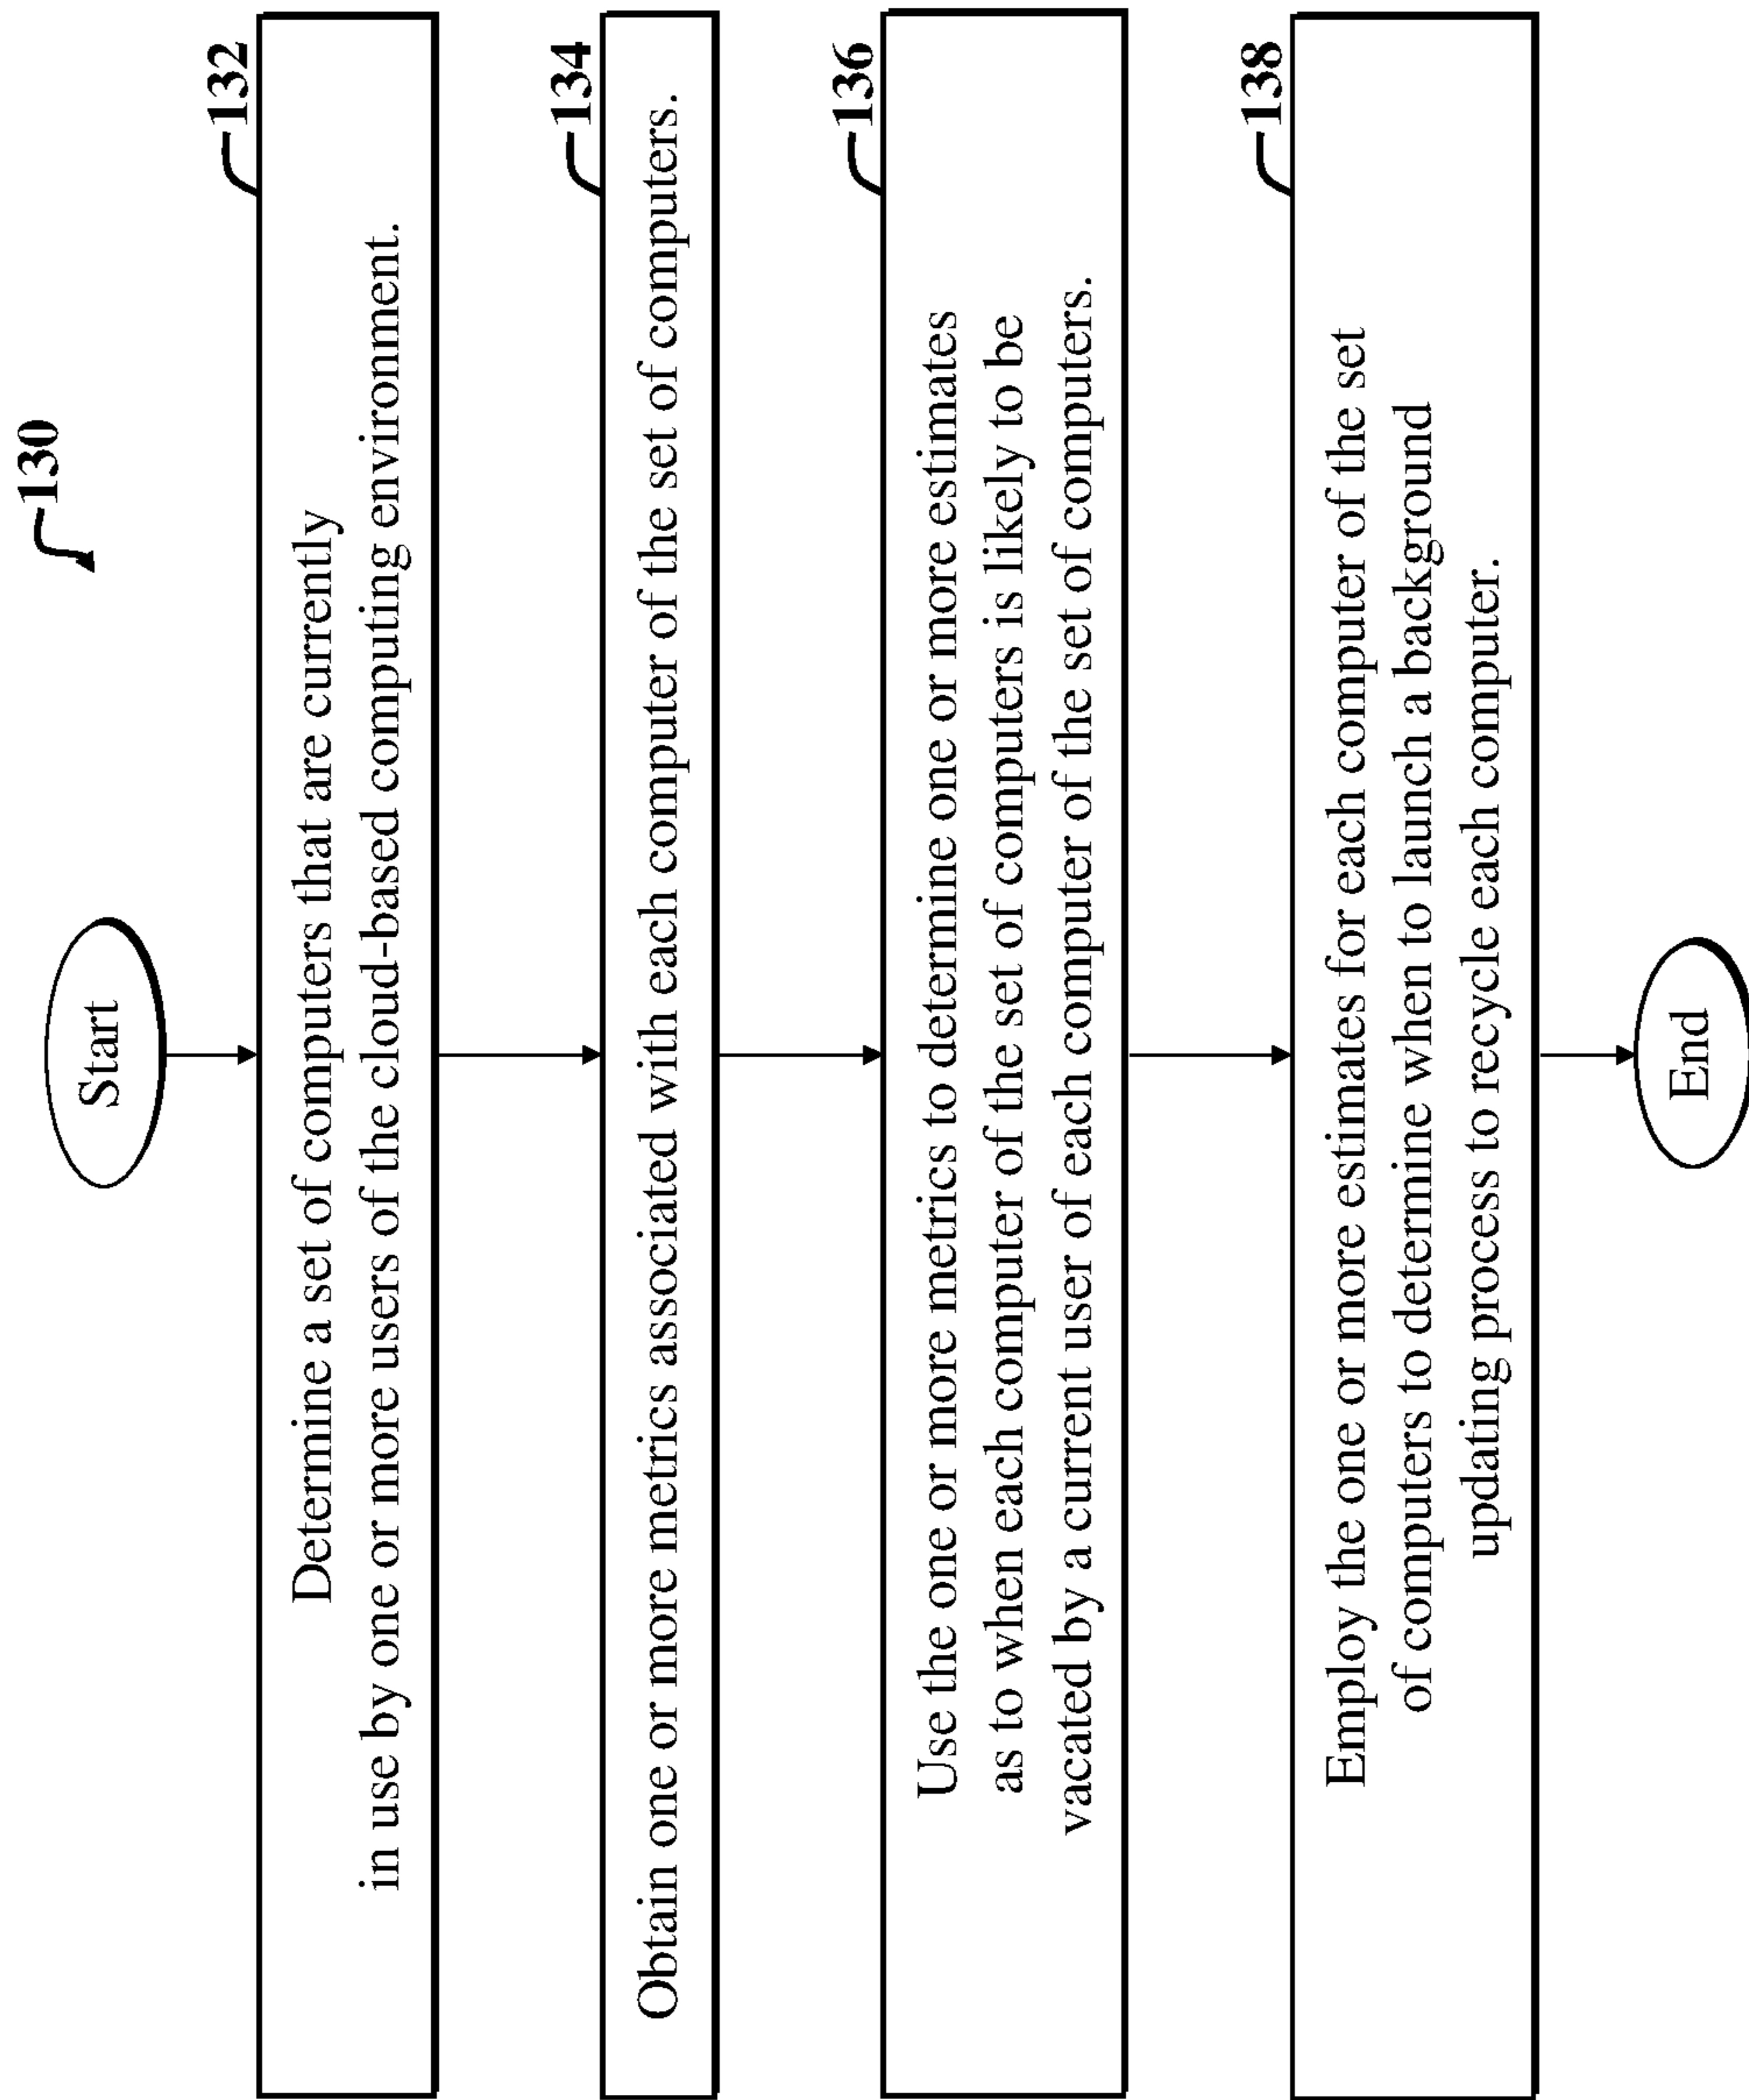 130
Start
132
Determine a set of computers that are currently
in use by one or more users of the cloud-based computing environment.
134
Obtain one or more metrics associated with each computer of the set of computers.
136
Use the one or more metrics to determine one or more estimates
as to when each computer of the set of computers is likely to be
vacated by a current user of each computer of the set of computers.
138
Employ the one or more estimates for each computer of the set
of computers to determine when to launch a background
updating process to recycle each computer.
End